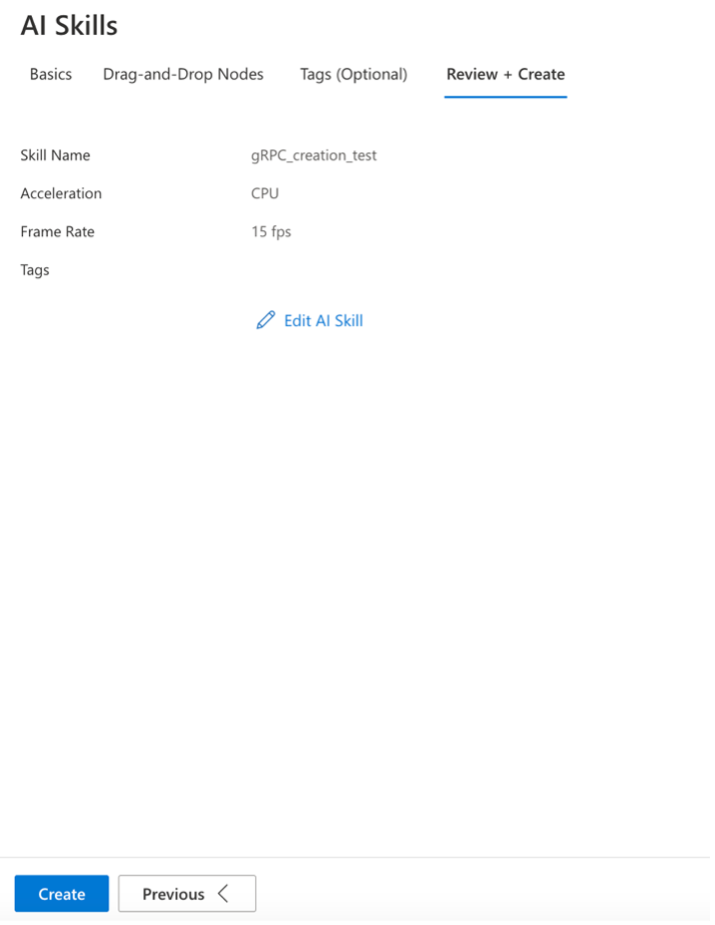 AI Skills
Basics Drag-and-Drop Nodes Tags (Optional) Review + Create
Skill Name gRPC_creation_test
Acceleration CPU
Frame Rate 15 fps
Tags
Edit AI Skill
Create Previous